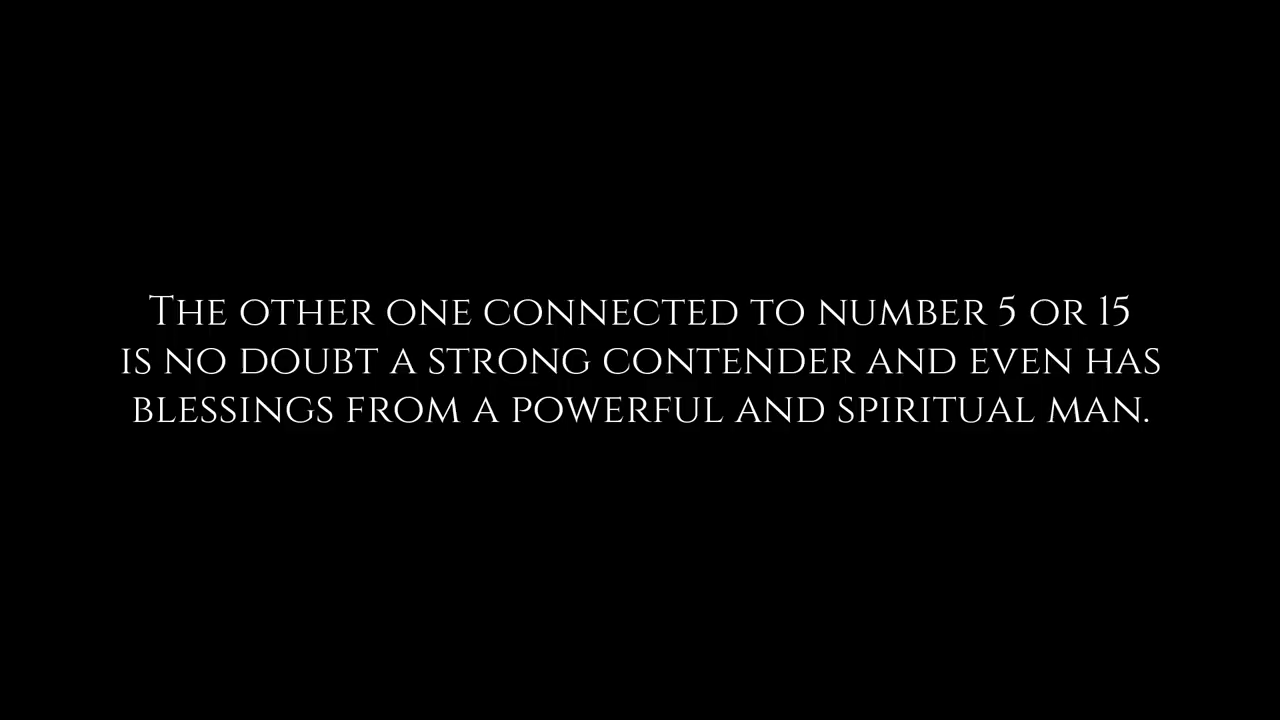 The other one connected to number 5 or 15
is no doubt a strong contender and even has
blessings from a powerful and spiritual man.